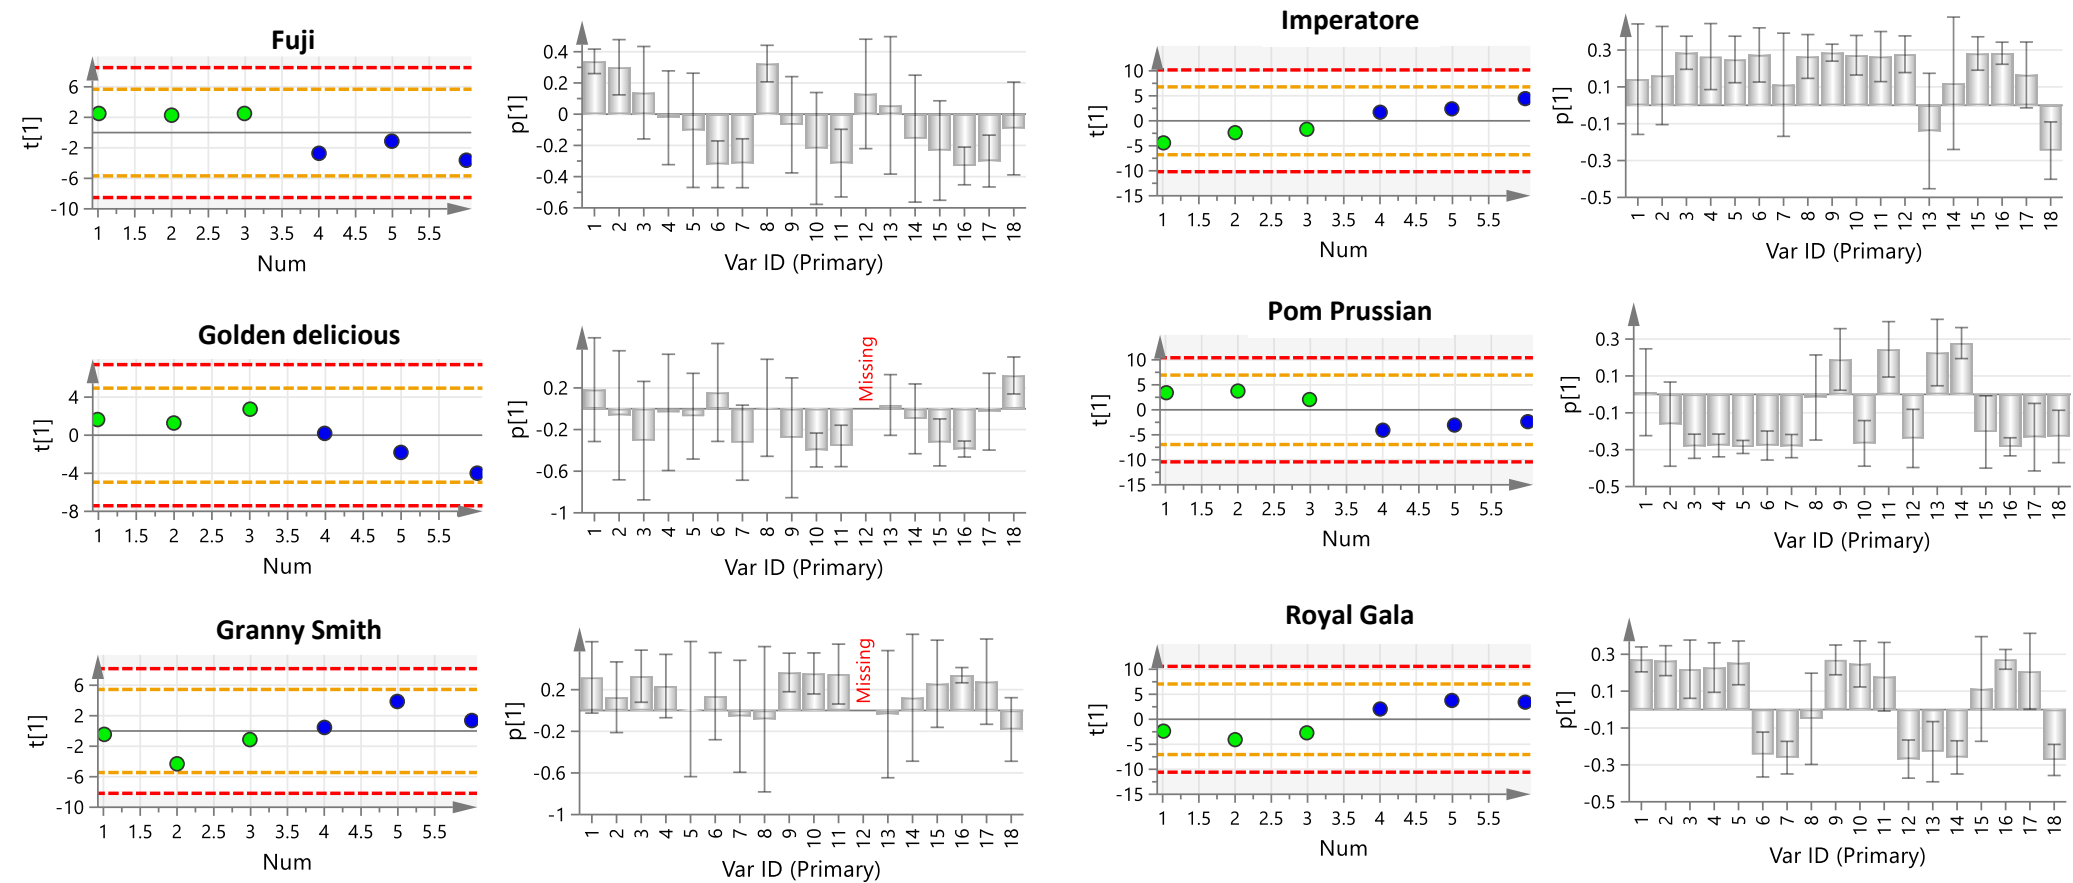 Fuji
t[1]
6
2
-2
-6
-10
1 1.5 2 2.5 3 3.5 4 4.5 5 5.5
Num
p[1]
0.4
0.2
0
-0.2
-0.4
-0.6
1 2 3 4 5 6 7 8 9 10 11 12 13 14 15 16 17 18
Var ID (Primary)
Imperatore
t[1]
10
5
0
-5
-10
-15
1 1.5 2 2.5 3 3.5 4 4.5 5 5.5
Num
p[1]
0.3
0.1
-0.1
-0.3
-0.5
1 2 3 4 5 6 7 8 9 10 11 12 13 14 15 16 17 18
Var ID (Primary)
Golden delicious
t[1]
4
0
-4
-8
1 1.5 2 2.5 3 3.5 4 4.5 5 5.5
Num
p[1]
0.2
-0.2
-0.6
-1
Missing
1 2 3 4 5 6 7 8 9 10 11 12 13 14 15 16 17 18
Var ID (Primary)
Pom Prussian
t[1]
10
5
0
-5
-10
-15
1 1.5 2 2.5 3 3.5 4 4.5 5 5.5
Num
p[1]
0.3
0.1
-0.1
-0.3
-0.5
1 2 3 4 5 6 7 8 9 10 11 12 13 14 15 16 17 18
Var ID (Primary)
Granny Smith
t[1]
6
2
-2
-6
-10
1 1.5 2 2.5 3 3.5 4 4.5 5 5.5
Num
p[1]
0.2
-0.2
-0.6
-1
Missing
1 2 3 4 5 6 7 8 9 10 11 12 13 14 15 16 17 18
Var ID (Primary)
Royal Gala
t[1]
10
5
0
-5
-10
-15
1 1.5 2 2.5 3 3.5 4 4.5 5 5.5
Num
p[1]
0.3
0.1
-0.1
-0.3
-0.5
1 2 3 4 5 6 7 8 9 10 11 12 13 14 15 16 17 18
Var ID (Primary)